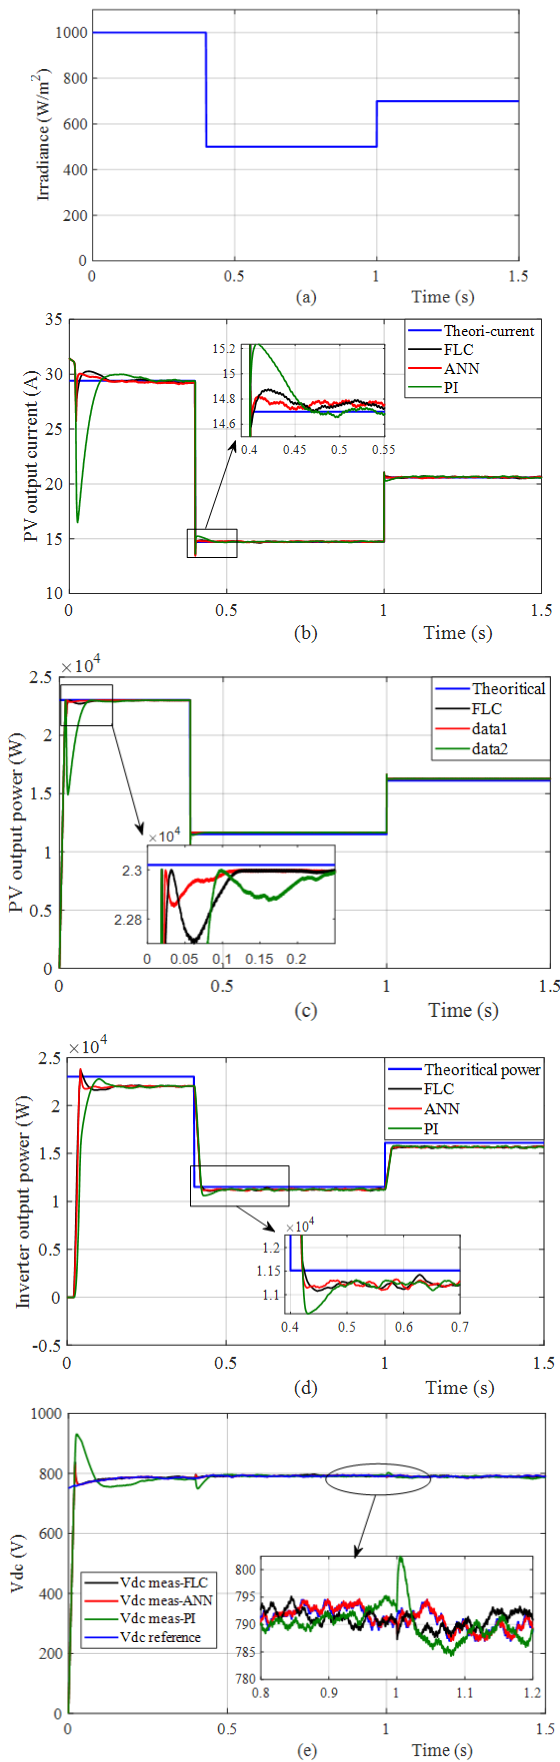 1000
800
600
400
200
0
Irradiance (W/m²)
0 0.5 1 1.5
(a) Time (s)
35
30
25
20
15
10
PV output current (A)
Theori-current
FLC
ANN
PI
15.2
15
14.8
14.6
0.4 0.45 0.5 0.55
0 0.5 1 1.5
(b) Time (s)
×10⁴
2.5
2
1.5
1
0.5
0
PV output power (W)
Theoritical
FLC
data1
data2
×10⁴
2.3
2.28
0 0.05 0.1 0.15 0.2
0 0.5 1 1.5
(c) Time (s)
×10⁴
2.5
2
1.5
1
0.5
0
-0.5
Inverter output power (W)
Theoritical power
FLC
ANN
PI
×10⁴
1.2
1.15
1.1
0.4 0.5 0.6 0.7
0 0.5 1 1.5
(d) Time (s)
1000
800
600
400
200
0
Vdc (V)
Vdc meas-FLC
Vdc meas-ANN
Vdc meas-PI
Vdc reference
800
795
790
785
780
0.8 0.9 1 1.1 1.2
0 0.5 1 1.5
(e) Time (s)